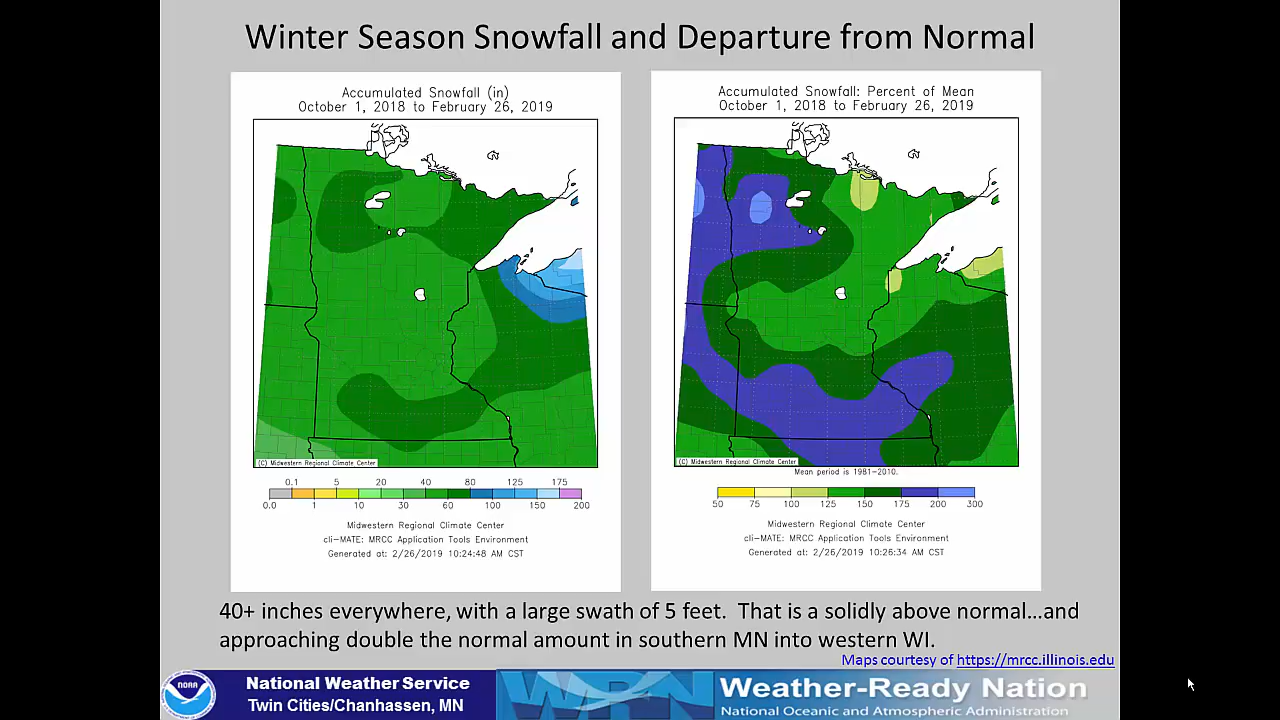 Winter Season Snowfall and Departure from Normal
Accumulated Snowfall (in)
October 1, 2018 to February 26, 2019
(C) Midwestern Regional Climate Center
0.1 5 20 40 80 125 175
0.0 1 10 30 60 100 150 200
Midwestern Regional Climate Center
cli-MATE: MRCC Application Tools Environment
Generated at: 2/26/2019 10:24:48 AM CST
Accumulated Snowfall: Percent of Mean
October 1, 2018 to February 26, 2019
(C) Midwestern Regional Climate Center
Mean period is 1981-2010.
50 75 100 125 150 175 200 300
Midwestern Regional Climate Center
cli-MATE: MRCC Application Tools Environment
Generated at: 2/26/2019 10:26:34 AM CST
40+ inches everywhere, with a large swath of 5 feet. That is a solidly above normal…and
approaching double the normal amount in southern MN into western WI.
Maps courtesy of https://mrcc.illinois.edu
NOAA
National Weather Service
Twin Cities/Chanhassen, MN
WRN
Weather-Ready Nation
National Oceanic and Atmospheric Administration